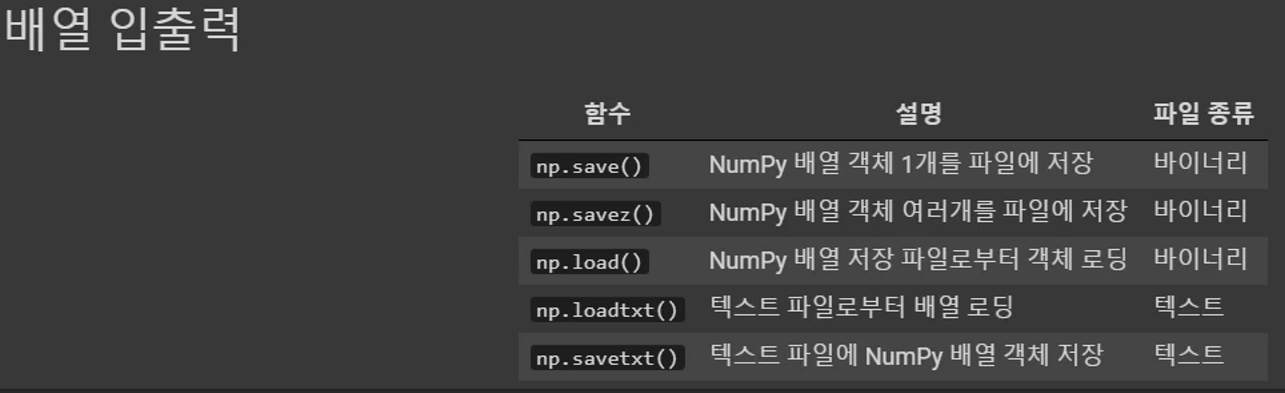 배열 입출력
함수 설명 파일 종류
np.save() NumPy 배열 객체 1개를 파일에 저장 바이너리
np.savez() NumPy 배열 객체 여러개를 파일에 저장 바이너리
np.load() NumPy 배열 저장 파일로부터 객체 로딩 바이너리
np.loadtxt() 텍스트 파일로부터 배열 로딩 텍스트
np.savetxt() 텍스트 파일에 NumPy 배열 객체 저장 텍스트